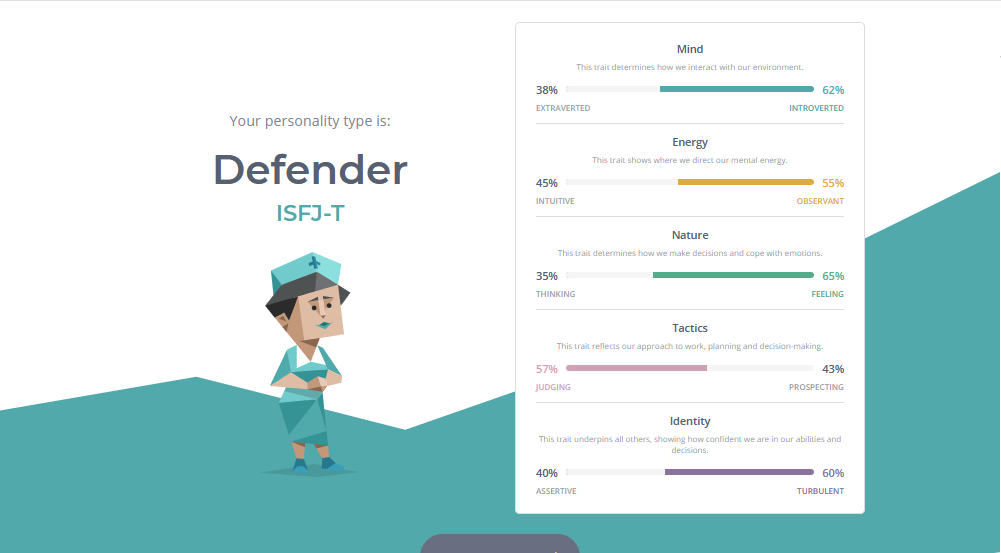 Your personality type is:
Defender
ISFJ-T
Mind
This trait determines how we interact with our environment.
38% 62%
EXTRAVERTED INTROVERTED
Energy
This trait shows where we direct our mental energy.
45% 55%
INTUITIVE OBSERVANT
Nature
This trait determines how we make decisions and cope with emotions.
35% 65%
THINKING FEELING
Tactics
This trait reflects our approach to work, planning and decision-making.
57% 43%
JUDGING PROSPECTING
Identity
This trait underpins all others, showing how confident we are in our abilities and
decisions.
40% 60%
ASSERTIVE TURBULENT